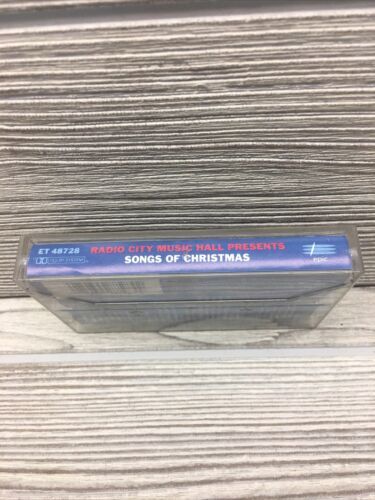 ET 48728
RADIO CITY MUSIC HALL PRESENTS
SONGS OF CHRISTMAS
epic